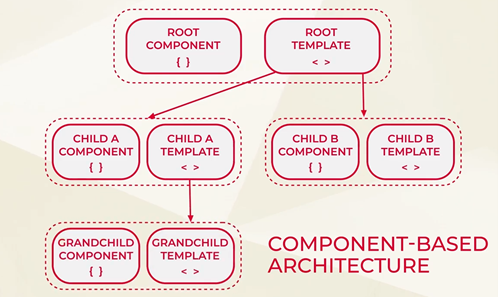 ROOT
COMPONENT
{ }
ROOT
TEMPLATE
< >
CHILD A
COMPONENT
{ }
CHILD A
TEMPLATE
< >
CHILD B
COMPONENT
{ }
CHILD B
TEMPLATE
< >
GRANDCHILD
COMPONENT
{ }
GRANDCHILD
TEMPLATE
< >
COMPONENT-BASED
ARCHITECTURE